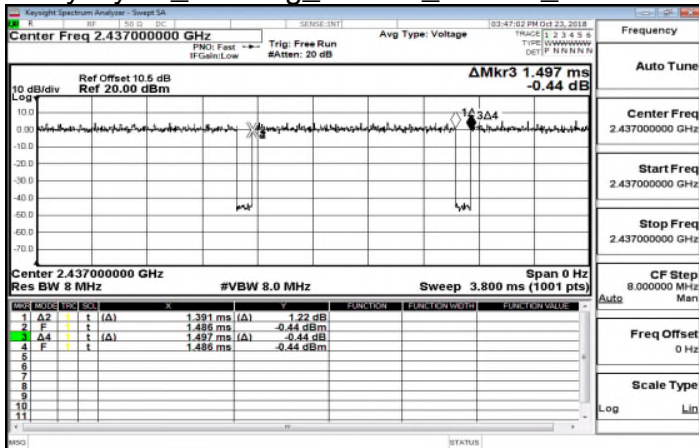 Keysight Spectrum Analyzer - Swept SA
R RF 50 Ω DC SENSE:INT 03:47:02 PM Oct 23, 2018
Center Freq 2.437000000 GHz
Avg Type: Voltage
TRACE 1 2 3 4 5 6
TYPE WWWWWW
DET P NNNNN
PNO: Fast
IFGain:Low
Trig: Free Run
#Atten: 20 dB
Frequency
Auto Tune
ΔMkr3 1.497 ms
-0.44 dB
Ref Offset 10.5 dB
Ref 20.00 dBm
10 dB/div
Log
10.0
0.00
-10.0
-20.0
-30.0
-40.0
-50.0
-60.0
-70.0
1Δ
3Δ4
Center Freq
2.437000000 GHz
Start Freq
2.437000000 GHz
Stop Freq
2.437000000 GHz
Center 2.437000000 GHz
Span 0 Hz
Res BW 8 MHz
#VBW 8.0 MHz
Sweep 3.800 ms (1001 pts)
CF Step
8.000000 MHz
Auto Man
MKR MODE TRC SCL X Y FUNCTION FUNCTION WIDTH FUNCTION VALUE
1 Δ2 1 t (Δ) 1.391 ms (Δ) 1.22 dB
2 F 1 t 1.486 ms -0.44 dBm
3 Δ4 1 t (Δ) 1.497 ms (Δ) -0.44 dB
4 F 1 t 1.486 ms -0.44 dBm
5
6
7
8
9
10
11
Freq Offset
0 Hz
Scale Type
Log Lin
MSG
STATUS